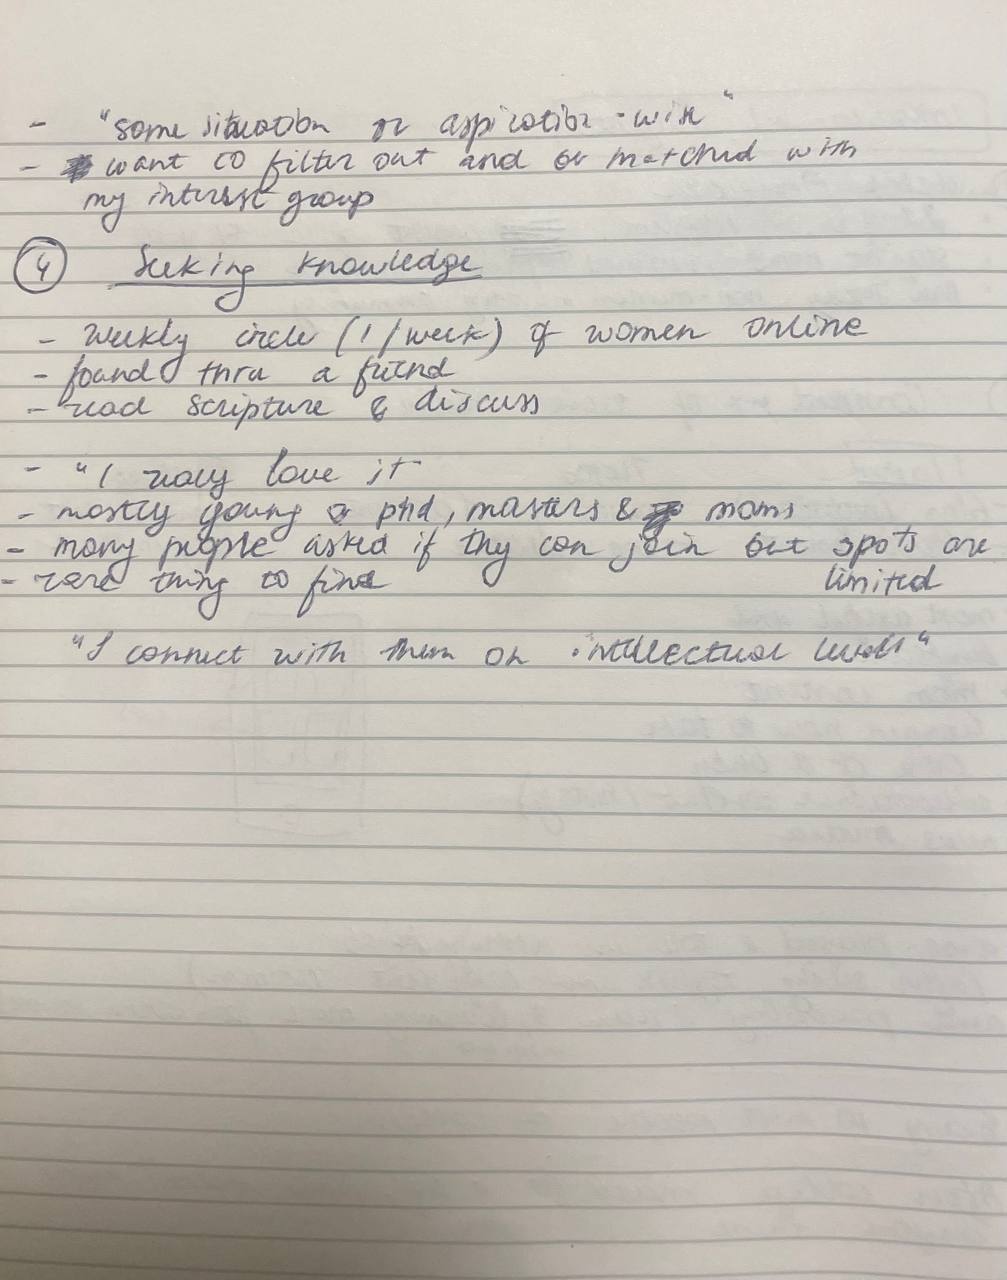 - "same situation or aspiration-wise"
- want to filter out and be matched with
my interest group
4 Seeking knowledge
- weekly circle (1/week) of women online
- found thru a friend
- read scripture & discuss
- "I really love it
- mostly young phd, masters & moms
- many people asked if they can join but spots are
limited
- rare thing to find
"I connect with them on intellectual level"